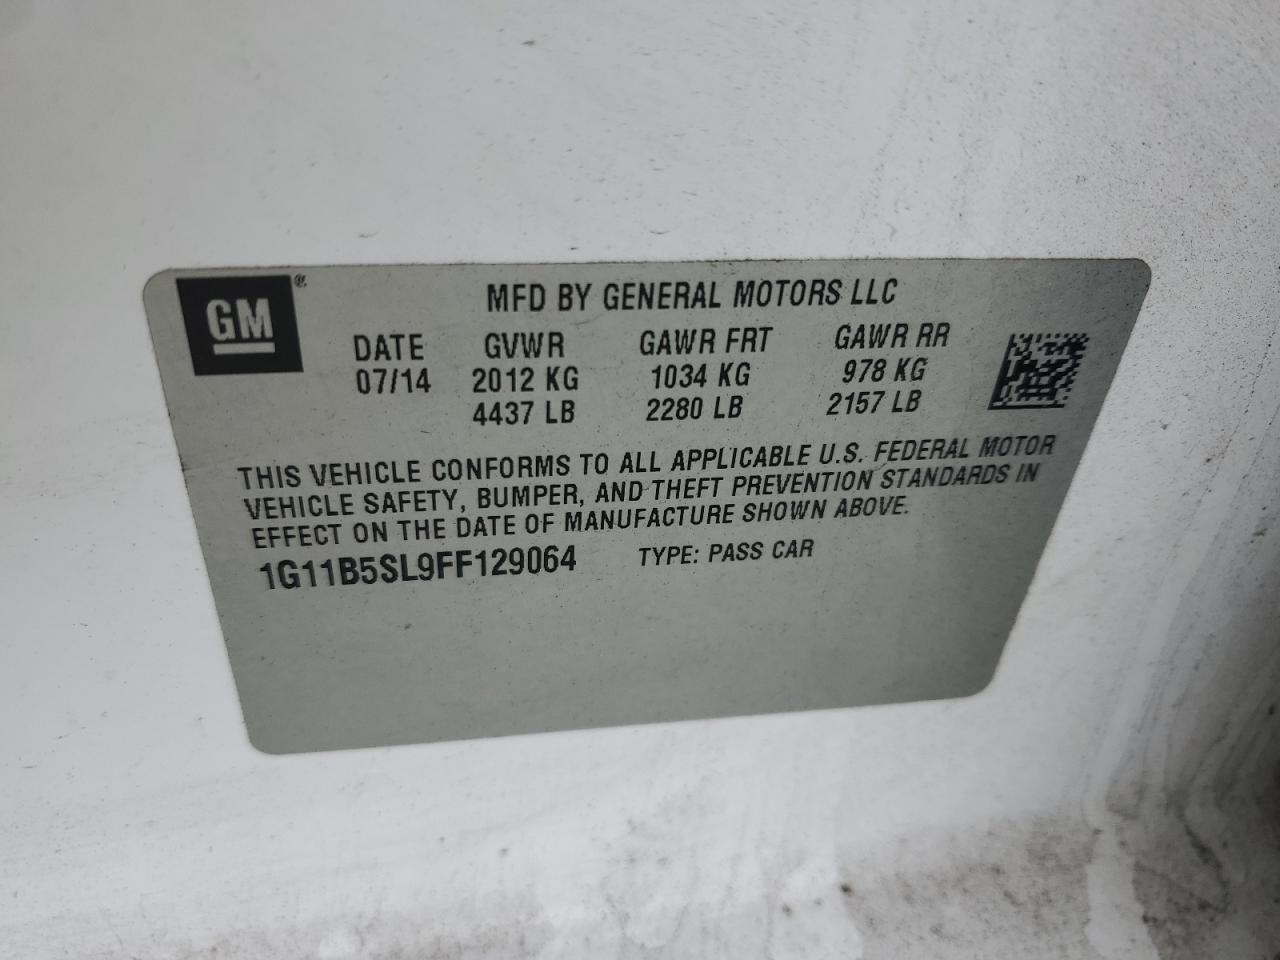 GM®
MFD BY GENERAL MOTORS LLC
DATE GVWR GAWR FRT GAWR RR
07/14 2012 KG 1034 KG 978 KG
4437 LB 2280 LB 2157 LB
THIS VEHICLE CONFORMS TO ALL APPLICABLE U.S. FEDERAL MOTOR
VEHICLE SAFETY, BUMPER, AND THEFT PREVENTION STANDARDS IN
EFFECT ON THE DATE OF MANUFACTURE SHOWN ABOVE.
1G11B5SL9FF129064 TYPE: PASS CAR